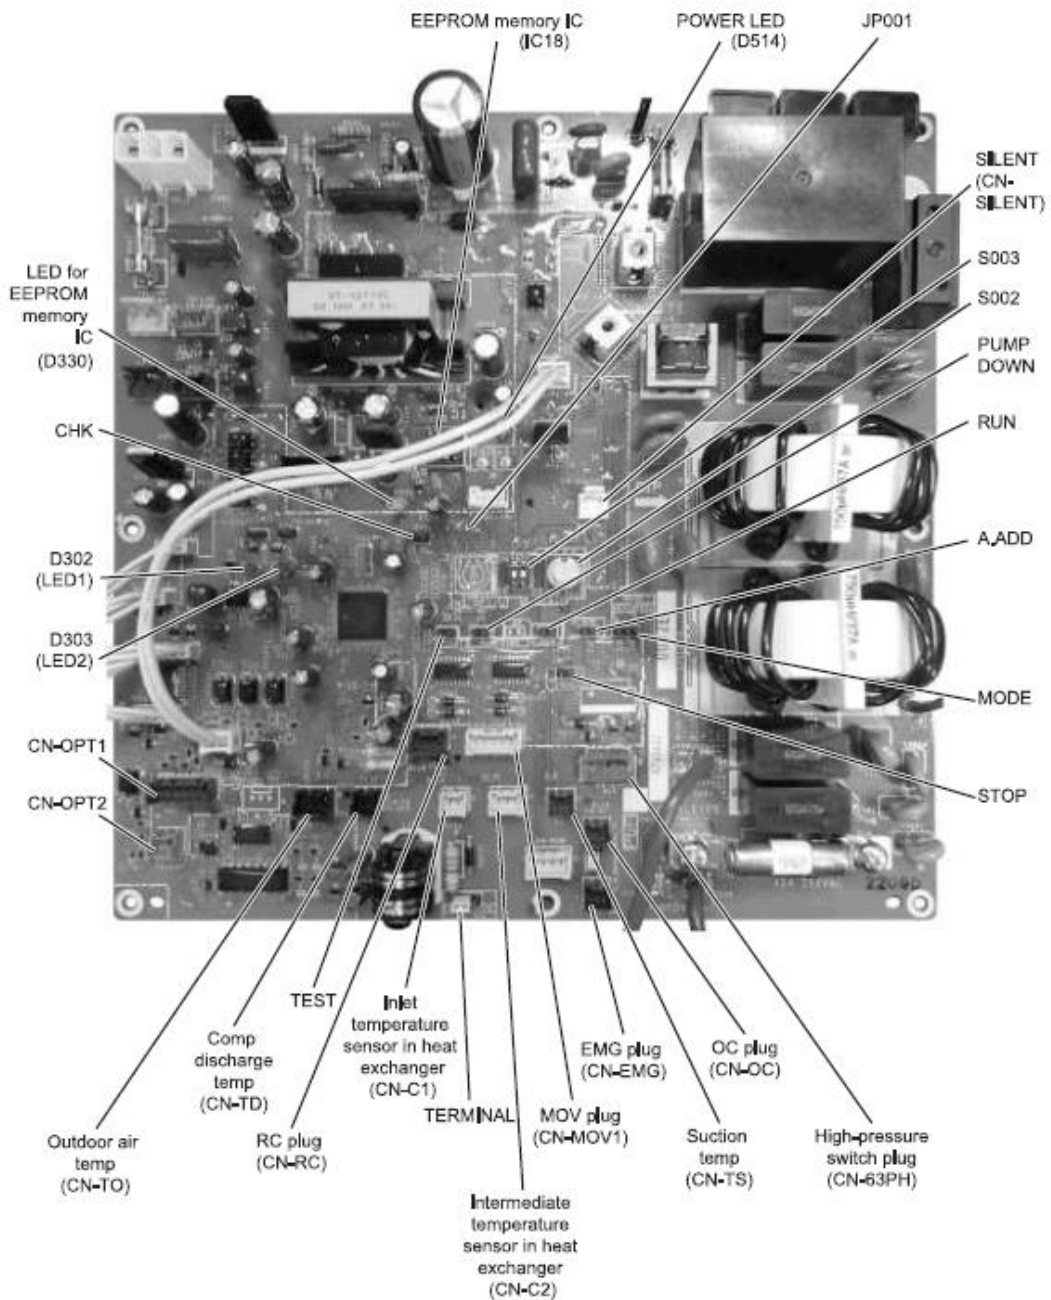 EEPROM memory IC
(IC18)
POWER LED
(D514)
JP001
SILENT
(CN-
SILENT)
S003
S002
PUMP
DOWN
RUN
A.ADD
MODE
STOP
LED for
EEPROM
memory
IC
(D330)
CHK
D302
(LED1)
D303
(LED2)
CN-OPT1
CN-OPT2
2209D
TEST
Comp
discharge
temp
(CN-TD)
Outdoor air
temp
(CN-TO)
RC plug
(CN-RC)
Inlet
temperature
sensor in heat
exchanger
(CN-C1)
TERMINAL
Intermediate
temperature
sensor in heat
exchanger
(CN-C2)
MOV plug
(CN-MOV1)
EMG plug
(CN-EMG)
Suction
temp
(CN-TS)
OC plug
(CN-OC)
High-pressure
switch plug
(CN-63PH)